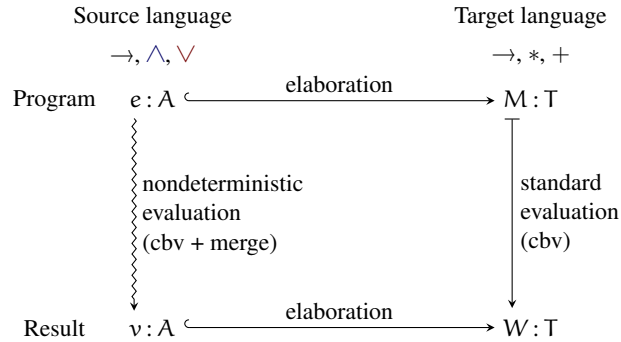 Source language Target language
→, ∧, ∨ →, ∗, +
Program e : A elaboration M : T
nondeterministic
evaluation
(cbv + merge)
standard
evaluation
(cbv)
Result v : A elaboration W : T